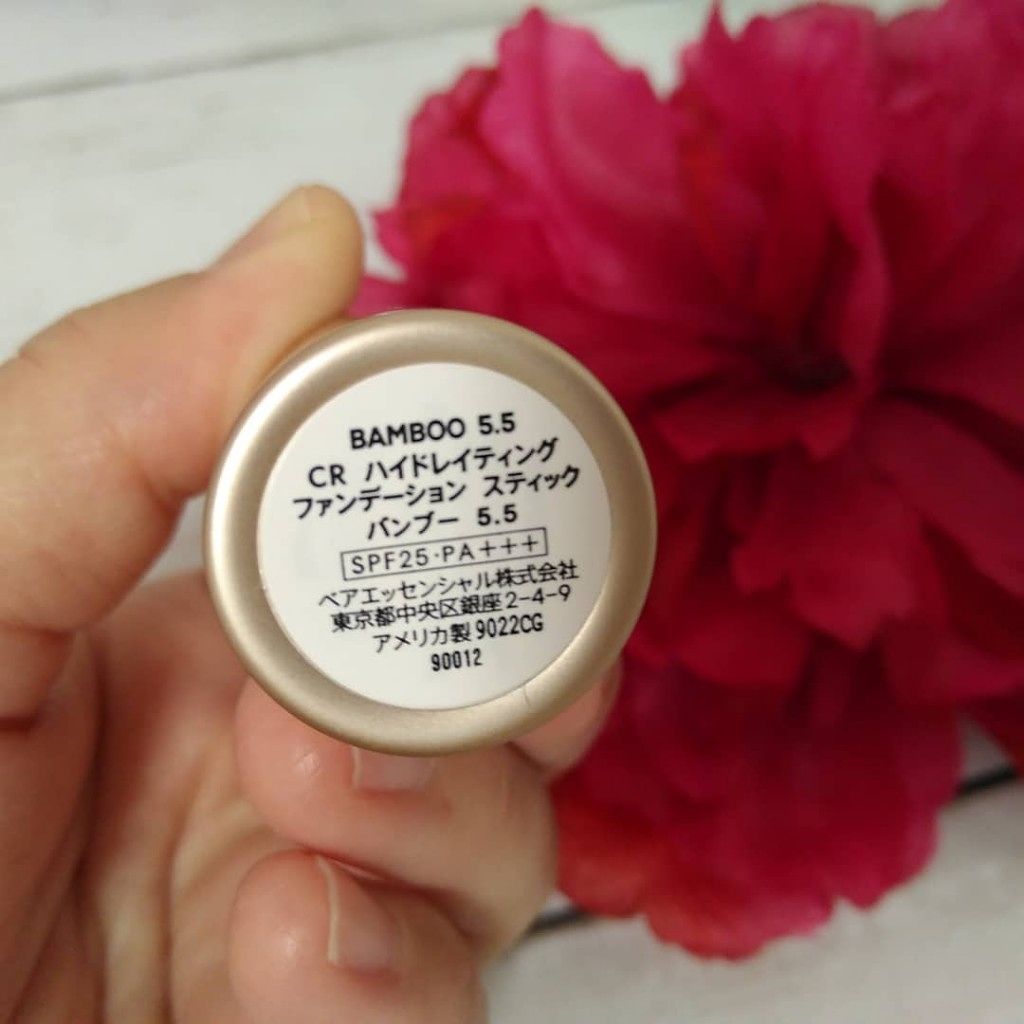 BAMBOO 5.5
CR ハイドレイティング
ファンデーション スティック
バンブー 5.5
SPF25·PA+++
ベアエッセンシャル株式会社
東京都中央区銀座2-4-9
アメリカ製 9022CG
90012